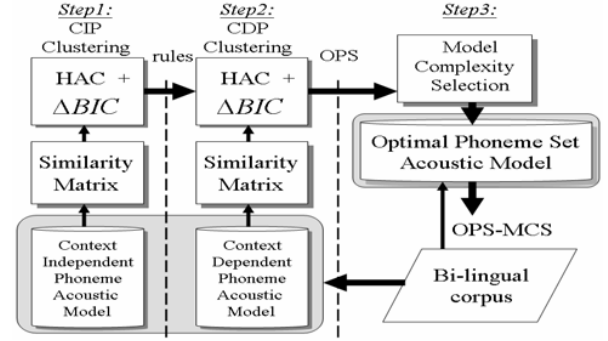 Step1:
CIP
Clustering
HAC +
ΔBIC
Similarity
Matrix
Context
Independent
Phoneme
Acoustic
Model
rules
Step2:
CDP
Clustering
HAC +
ΔBIC
Similarity
Matrix
Context
Dependent
Phoneme
Acoustic
Model
OPS
Step3:
Model
Complexity
Selection
Optimal Phoneme Set
Acoustic Model
OPS-MCS
Bi-lingual
corpus